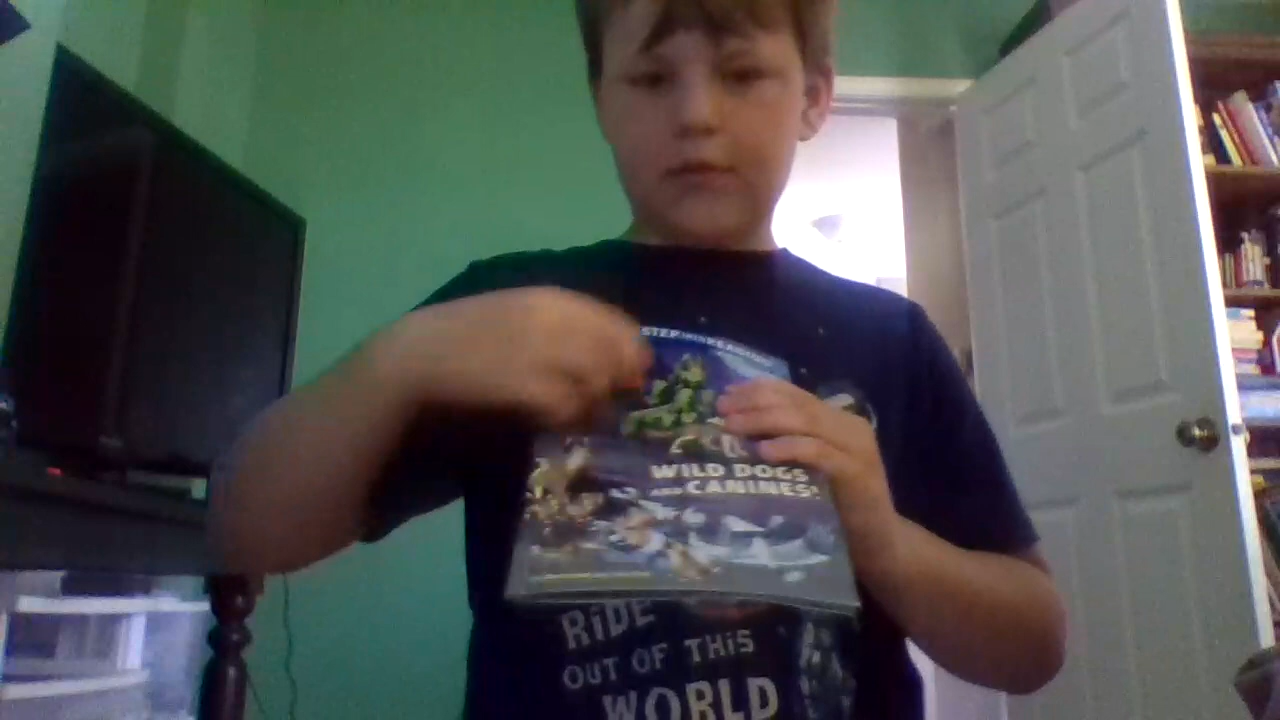 STEP INTO READING
WILD DOGS
AND CANINES!
RiDE
OUT OF THiS
WORLD